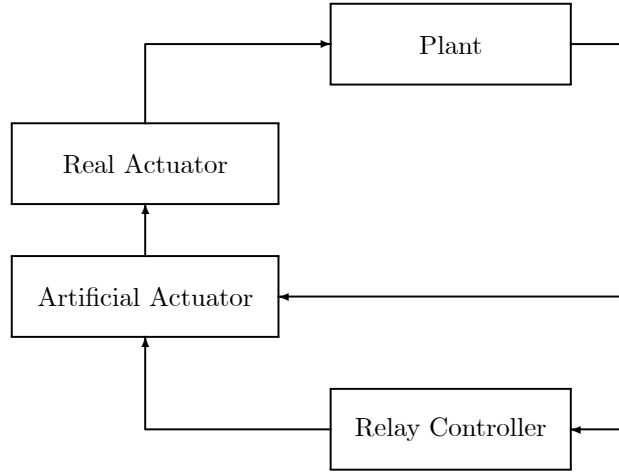 Plant
Real Actuator
Artificial Actuator
Relay Controller